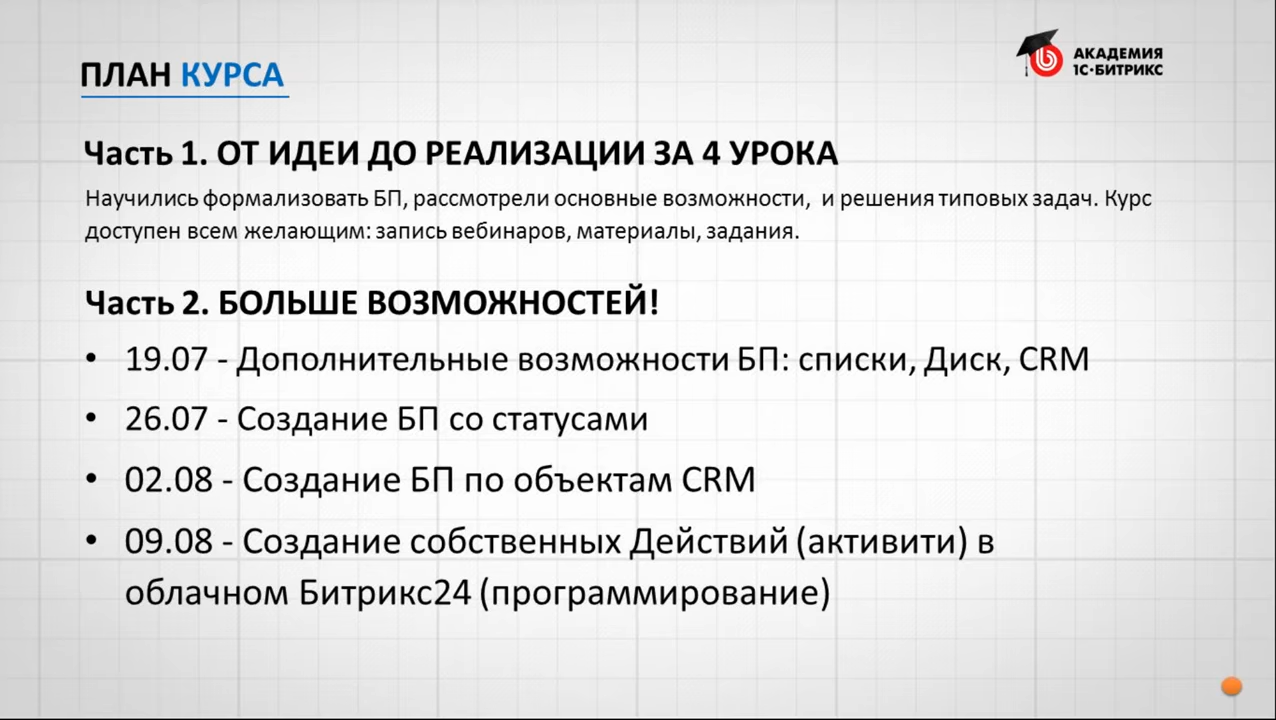 ПЛАН КУРСА
АКАДЕМИЯ
1С·БИТРИКС
Часть 1. ОТ ИДЕИ ДО РЕАЛИЗАЦИИ ЗА 4 УРОКА
Научились формализовать БП, рассмотрели основные возможности, и решения типовых задач. Курс
доступен всем желающим: запись вебинаров, материалы, задания.
Часть 2. БОЛЬШЕ ВОЗМОЖНОСТЕЙ!
• 19.07 - Дополнительные возможности БП: списки, Диск, CRM
• 26.07 - Создание БП со статусами
• 02.08 - Создание БП по объектам CRM
• 09.08 - Создание собственных Действий (активити) в
облачном Битрикс24 (программирование)